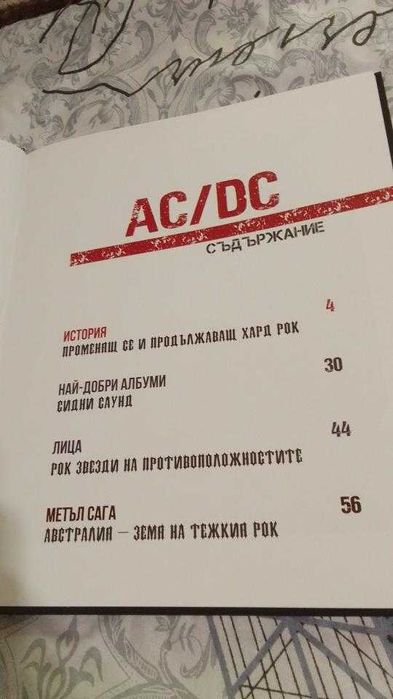 AC/DC
СЪДЪРЖАНИЕ
4
ИСТОРИЯ
ПРОМЕНЯЩ СЕ И ПРОДЪЛЖАВАЩ ХАРД РОК
30
НАЙ-ДОБРИ АЛБУМИ
СИДНИ САУНД
44
ЛИЦА
РОК ЗВЕЗДИ НА ПРОТИВОПОЛОЖНОСТИТЕ
56
МЕТЪЛ САГА
АВСТРАЛИЯ — ЗЕМЯ НА ТЕЖКИЯ РОК